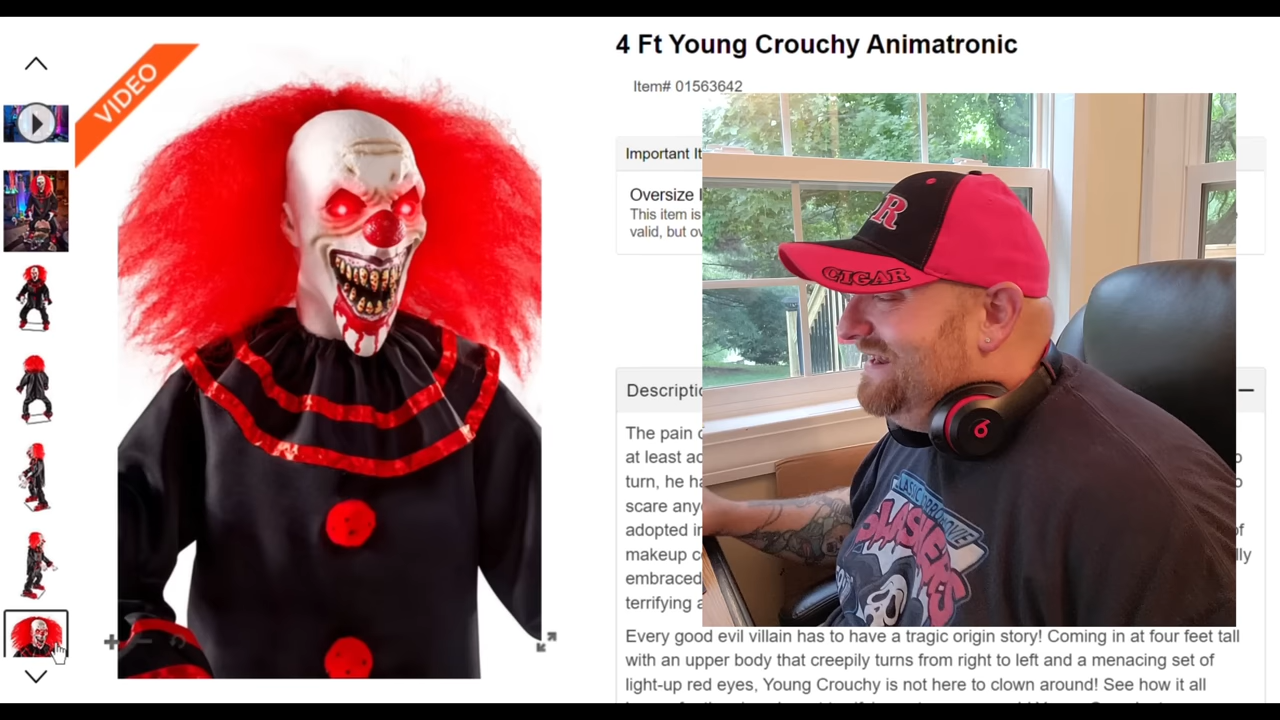 VIDEO
4 Ft Young Crouchy Animatronic
Item# 01563642
Important It
Oversize
This item is
valid, but ov
Descriptio
The pain
at least ac
turn, he ha
scare any
adopted in
of
makeup c
embraced
terrifying a
Every good evil villain has to have a tragic origin story! Coming in at four feet tall
with an upper body that creepily turns from right to left and a menacing set of
light-up red eyes, Young Crouchy is not here to clown around! See how it all
CIGAR
SLASHERS